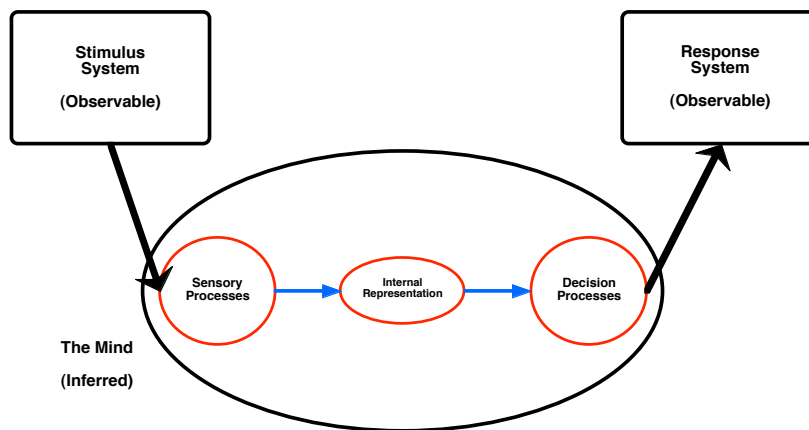 Stimulus
System
(Observable)
Response
System
(Observable)
Sensory
Processes
Internal
Representation
Decision
Processes
The Mind
(Inferred)